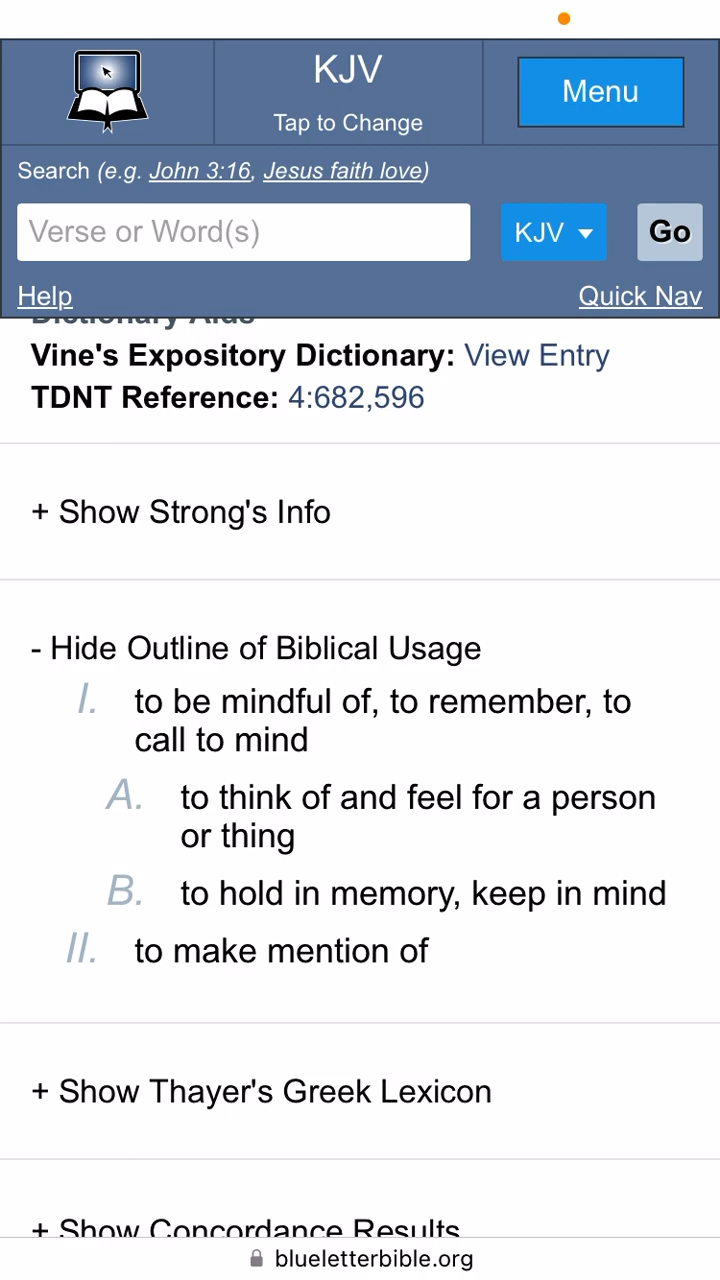 KJV
Tap to Change
Menu
Search (e.g. John 3:16, Jesus faith love)
Verse or Word(s)
KJV
Go
Help
Quick Nav
Dictionary Aids
Vine's Expository Dictionary: View Entry
TDNT Reference: 4:682,596
+ Show Strong's Info
- Hide Outline of Biblical Usage
I. to be mindful of, to remember, to
call to mind
A. to think of and feel for a person
or thing
B. to hold in memory, keep in mind
II. to make mention of
+ Show Thayer's Greek Lexicon
+ Show Concordance Results
blueletterbible.org